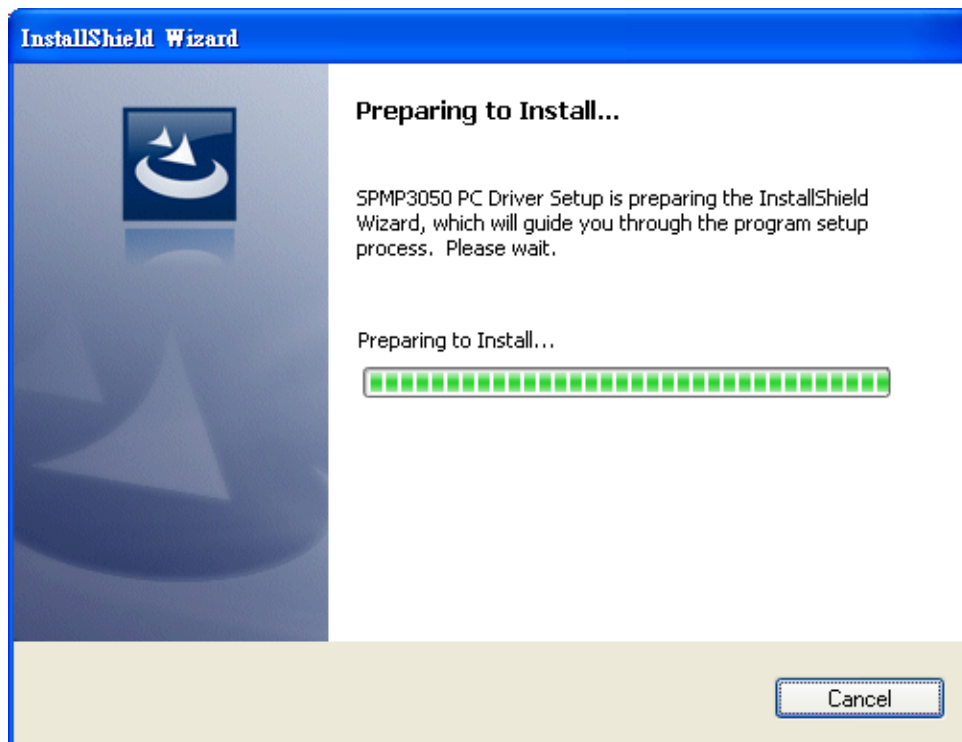 InstallShield Wizard
Preparing to Install...
SPMP3050 PC Driver Setup is preparing the InstallShield
Wizard, which will guide you through the program setup
process.  Please wait.
Preparing to Install...
Cancel